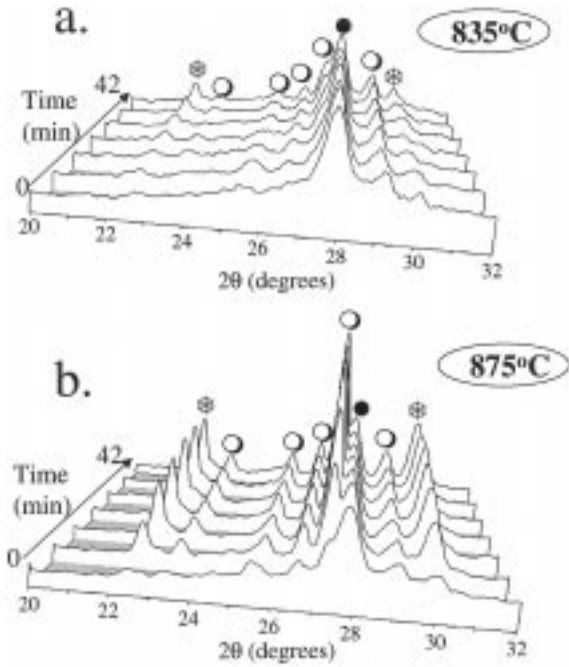 a.
835°C
42
Time
(min)
0
20 22 24 26 28 30 32
2θ (degrees)
b.
875°C
42
Time
(min)
0
20 22 24 26 28 30 32
2θ (degrees)